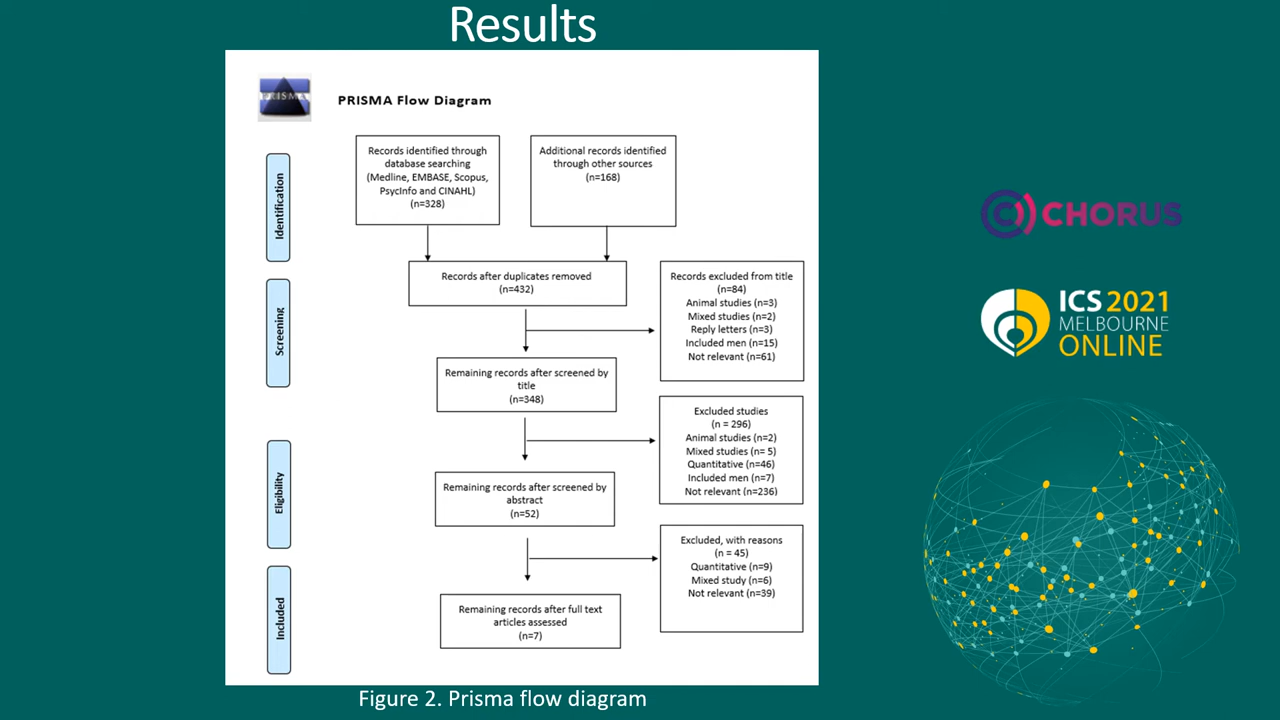 Results
PRISMA
PRISMA Flow Diagram
Identification
Records identified through
database searching
(Medline, EMBASE, Scopus,
PsycInfo and CINAHL)
(n=328)
Additional records identified
through other sources
(n=168)
Screening
Records after duplicates removed
(n=432)
Records excluded from title
(n=84)
Animal studies (n=3)
Mixed studies (n=2)
Reply letters (n=3)
Included men (n=15)
Not relevant (n=61)
Remaining records after screened by
title
(n=348)
Excluded studies
(n = 296)
Animal studies (n=2)
Mixed studies (n= 5)
Quantitative (n=46)
Included men (n=7)
Not relevant (n=236)
Eligibility
Remaining records after screened by
abstract
(n=52)
Excluded, with reasons
(n = 45)
Quantitative (n=9)
Mixed study (n=6)
Not relevant (n=39)
Included
Remaining records after full text
articles assessed
(n=7)
Figure 2. Prisma flow diagram
CHORUS
ICS 2021
MELBOURNE
ONLINE